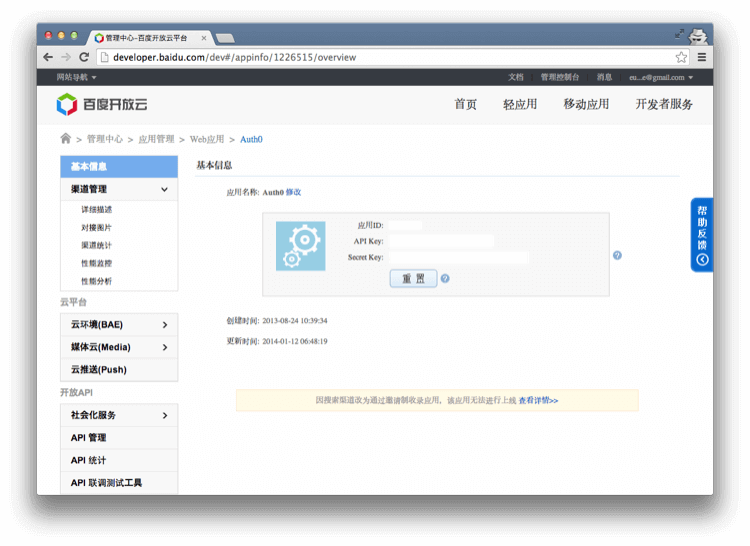 管理中心--百度开放云平台
developer.baidu.com/dev#/appinfo/1226515/overview
网站导航
文档 管理控制台 消息 eu...e@gmail.com
百度开放云
首页 轻应用 移动应用 开发者服务
> 管理中心 > 应用管理 > Web应用 > Auth0
基本信息
渠道管理
详细描述
对接图片
渠道统计
性能监控
性能分析
云平台
云环境(BAE)
媒体云(Media)
云推送(Push)
开放API
社会化服务
API 管理
API 统计
API 联调测试工具
基本信息
应用名称: Auth0 修改
应用ID:
API Key:
Secret Key:
重 置
创建时间: 2013-08-24 10:39:34
更新时间: 2014-01-12 06:48:19
因搜索渠道改为通过邀请制收录应用，该应用无法进行上线 查看详情>>
帮助反馈